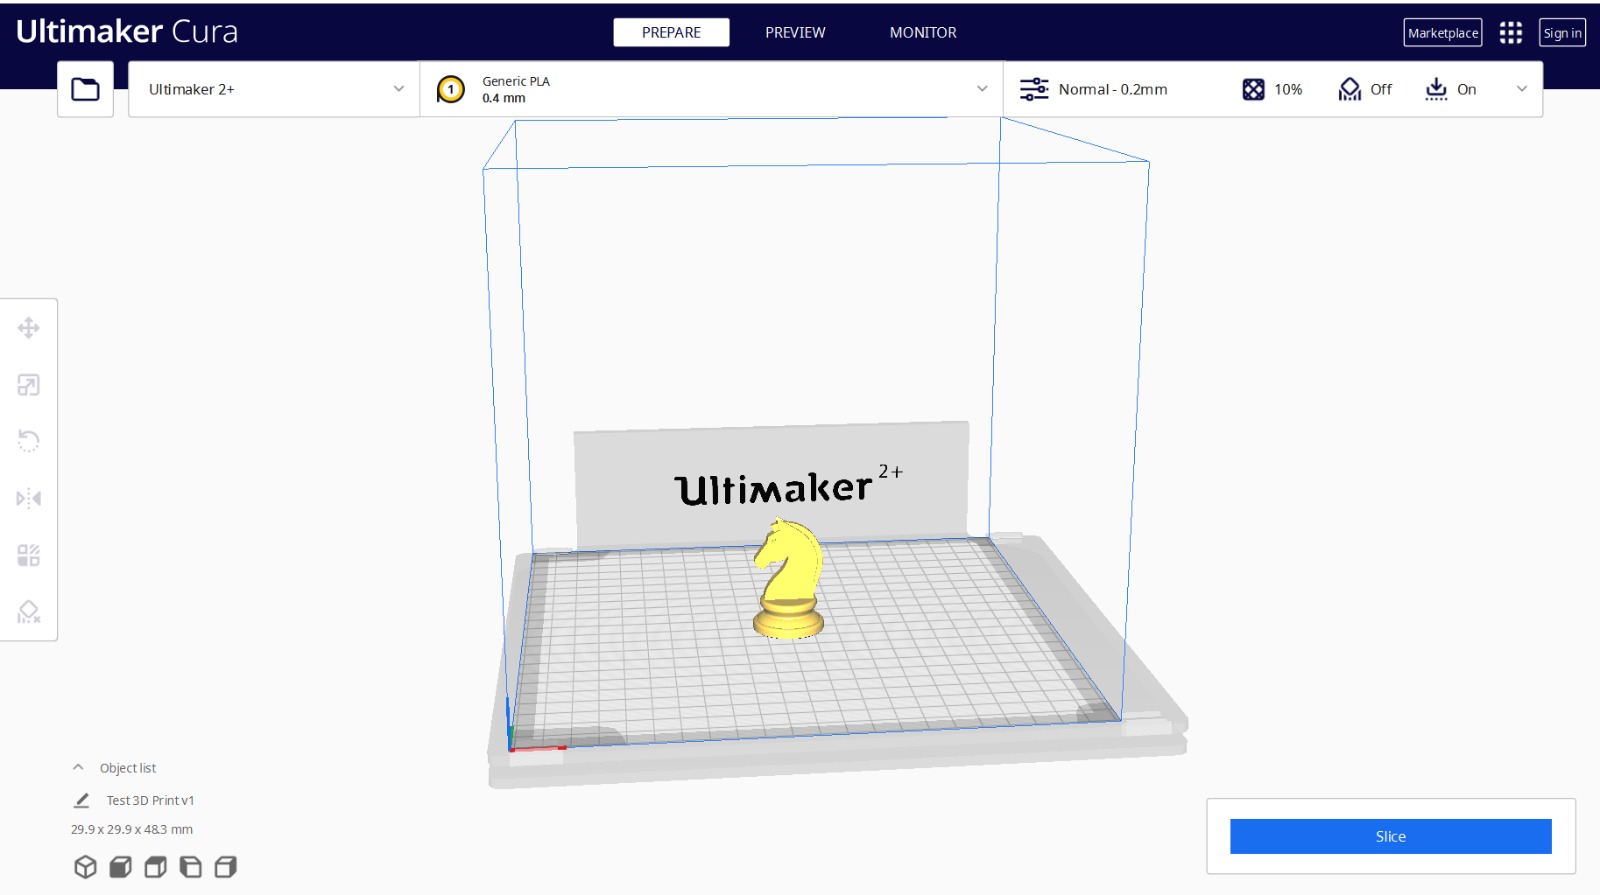 Ultimaker Cura
PREPARE
PREVIEW
MONITOR
Marketplace
Sign in
Ultimaker 2+
1
Generic PLA
0.4 mm
Normal - 0.2mm
10%
Off
On
Ultimaker 2+
Object list
Test 3D Print v1
29.9 x 29.9 x 48.3 mm
Slice